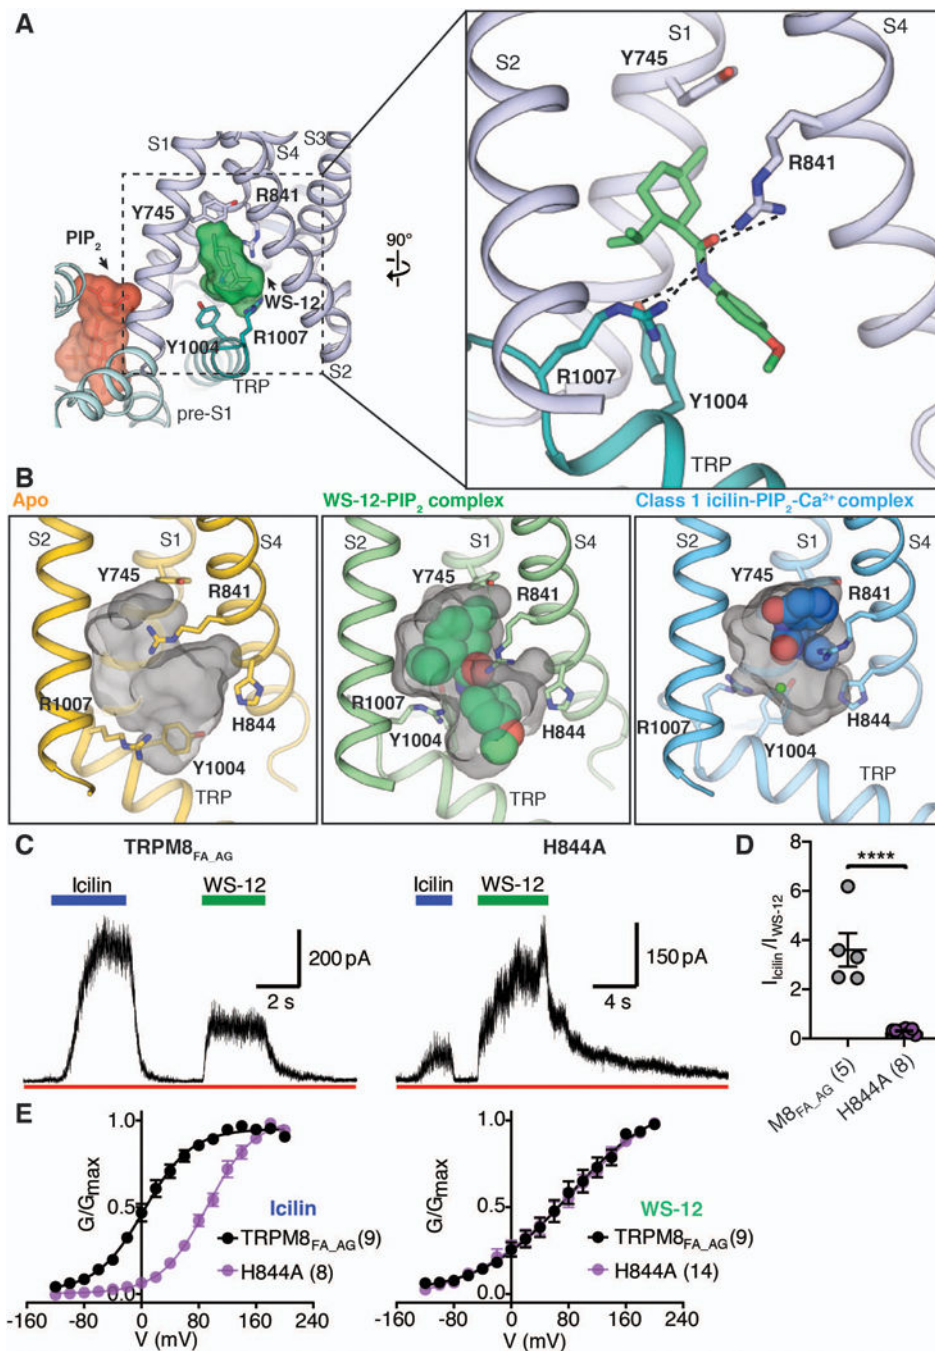 A
S1
S3
S4
R841
Y745
PIP2
WS-12
Y1004
R1007
TRP
S2
pre-S1
90°
S2
S1
S4
Y745
R841
R1007
Y1004
TRP
B
Apo
WS-12-PIP2 complex
Class 1 icilin-PIP2-Ca2+ complex
S2
S1
S4
Y745
R841
R1007
H844
Y1004
TRP
S2
S1
S4
Y745
R841
R1007
Y1004
H844
TRP
S2
S1
S4
Y745
R841
R1007
H844
Y1004
TRP
C
TRPM8FA_AG
H844A
Icilin
WS-12
Icilin
WS-12
200 pA
2 s
150 pA
4 s
D
****
8
6
4
2
0
IIcilin/IWS-12
M8FA_AG (5)
H844A (8)
E
1.0
0.5
0.0
G/Gmax
Icilin
TRPM8FA_AG (9)
H844A (8)
-160 -80 0 80 160 240
V (mV)
1.0
0.5
0.0
G/Gmax
WS-12
TRPM8FA_AG (9)
H844A (14)
-160 -80 0 80 160 240
V (mV)